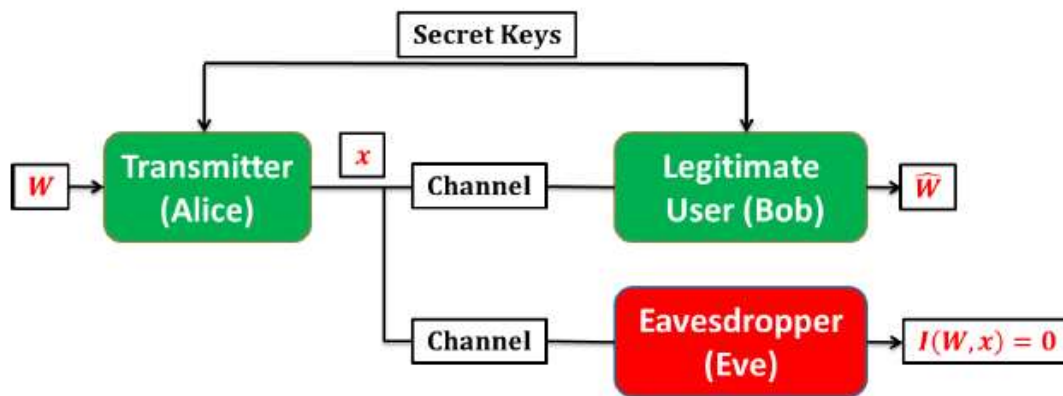 Secret Keys
W
Transmitter
(Alice)
x
Channel
Legitimate
User (Bob)
Ŵ
Channel
Eavesdropper
(Eve)
I(W, x) = 0